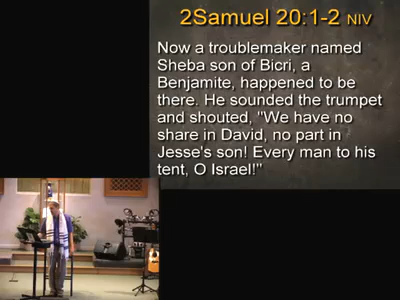 2Samuel 20:1-2 NIV
Now a troublemaker named
Sheba son of Bicri, a
Benjamite, happened to be
there. He sounded the trumpet
and shouted, "We have no
share in David, no part in
Jesse's son! Every man to his
tent, O Israel!"